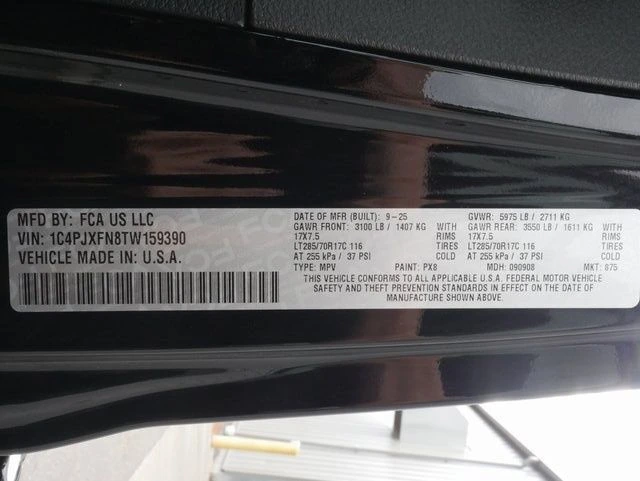 MFD BY: FCA US LLC
VIN: 1C4PJXFN8TW159390
VEHICLE MADE IN: U.S.A.
DATE OF MFR (BUILT): 9-25 GVWR: 5975 LB / 2711 KG
GAWR FRONT: 3100 LB / 1407 KG WITH GAWR REAR: 3550 LB / 1611 KG WITH
17X7.5 RIMS 17X7.5 RIMS
LT285/70R17C 116 TIRES LT285/70R17C 116 TIRES
AT 255 kPa / 37 PSI COLD AT 255 kPa / 37 PSI COLD
TYPE: MPV PAINT: PX8 MDH: 090908 MKT: 875
THIS VEHICLE CONFORMS TO ALL APPLICABLE U.S.A. FEDERAL MOTOR VEHICLE
SAFETY AND THEFT PREVENTION STANDARDS IN EFFECT ON THE DATE OF
MANUFACTURE SHOWN ABOVE.